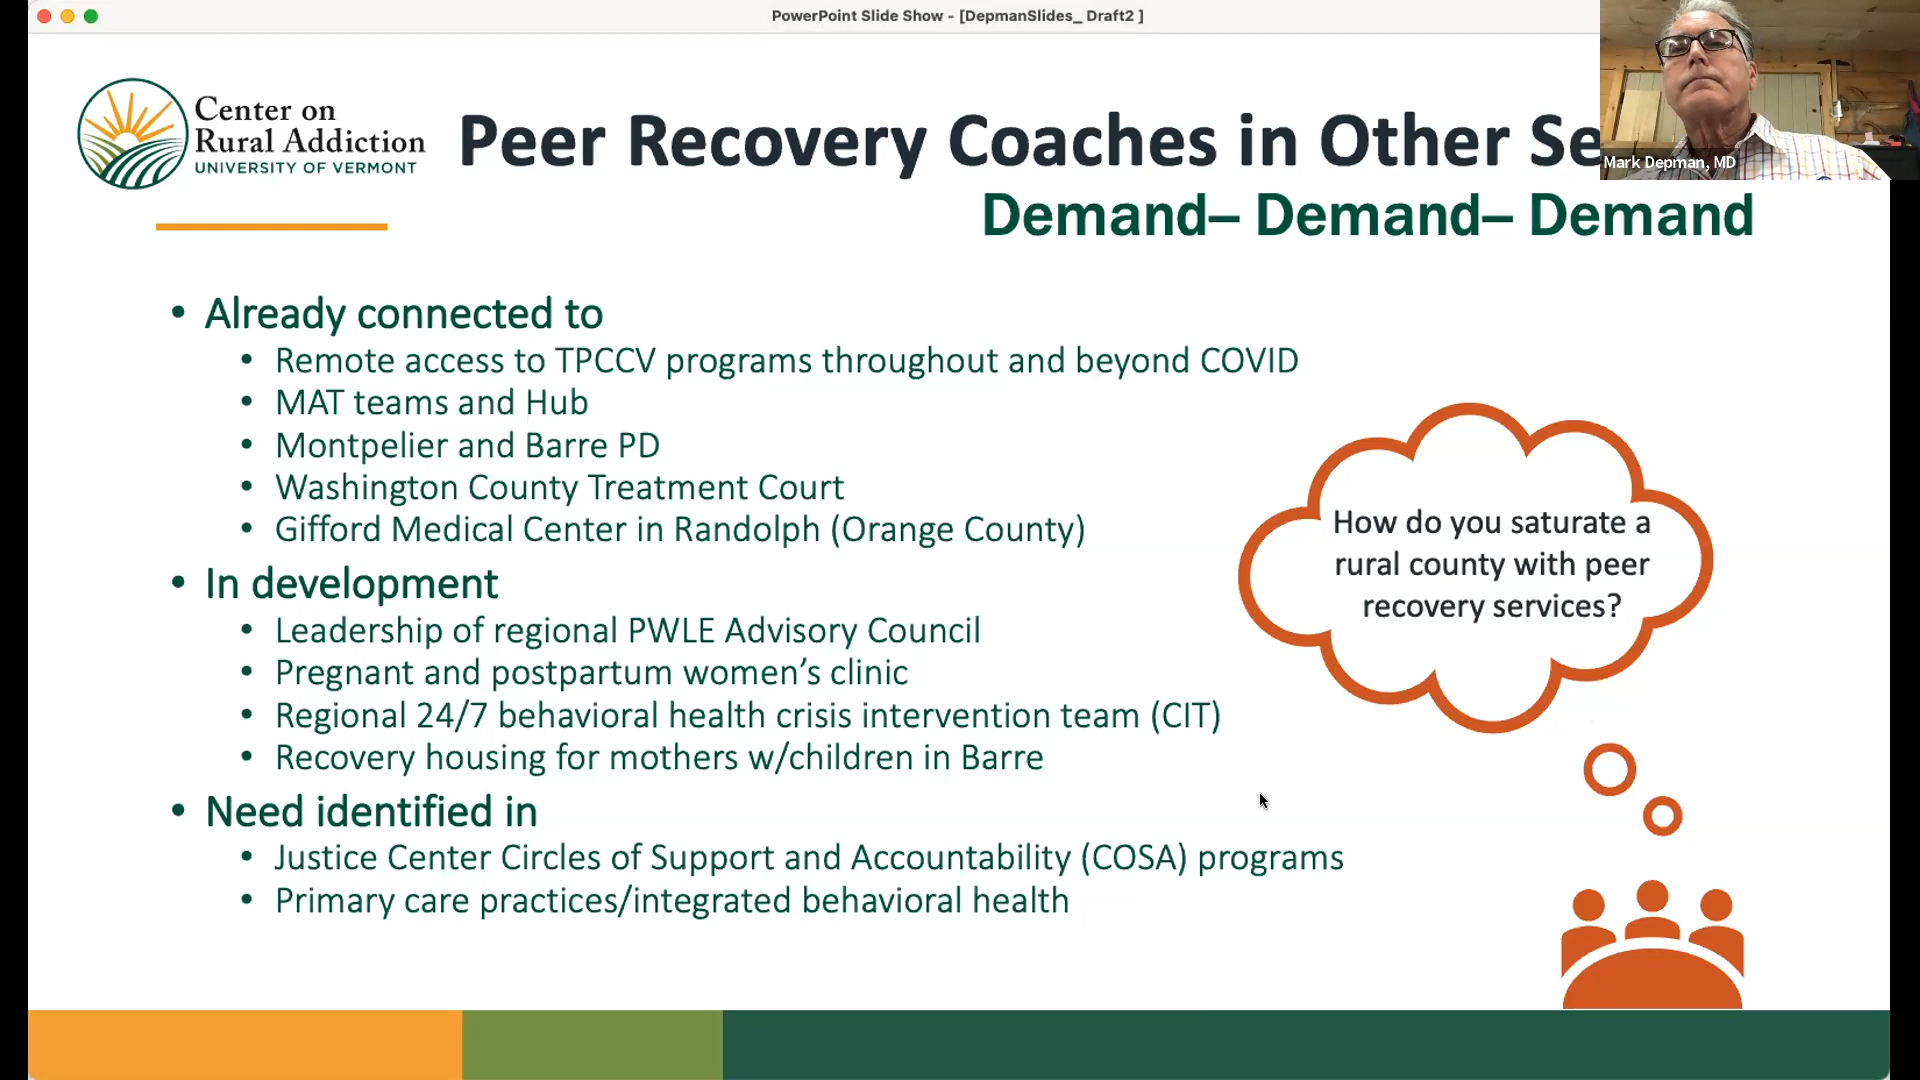 PowerPoint Slide Show - [DepmanSlides_ Draft2 ]
Center on
Rural Addiction
UNIVERSITY OF VERMONT
Peer Recovery Coaches in Other
Mark Depman, MD
Demand– Demand– Demand
• Already connected to
• Remote access to TPCCV programs throughout and beyond COVID
• MAT teams and Hub
• Montpelier and Barre PD
• Washington County Treatment Court
• Gifford Medical Center in Randolph (Orange County)
• In development
• Leadership of regional PWLE Advisory Council
• Pregnant and postpartum women’s clinic
• Regional 24/7 behavioral health crisis intervention team (CIT)
• Recovery housing for mothers w/children in Barre
• Need identified in
• Justice Center Circles of Support and Accountability (COSA) programs
• Primary care practices/integrated behavioral health
How do you saturate a
rural county with peer
recovery services?